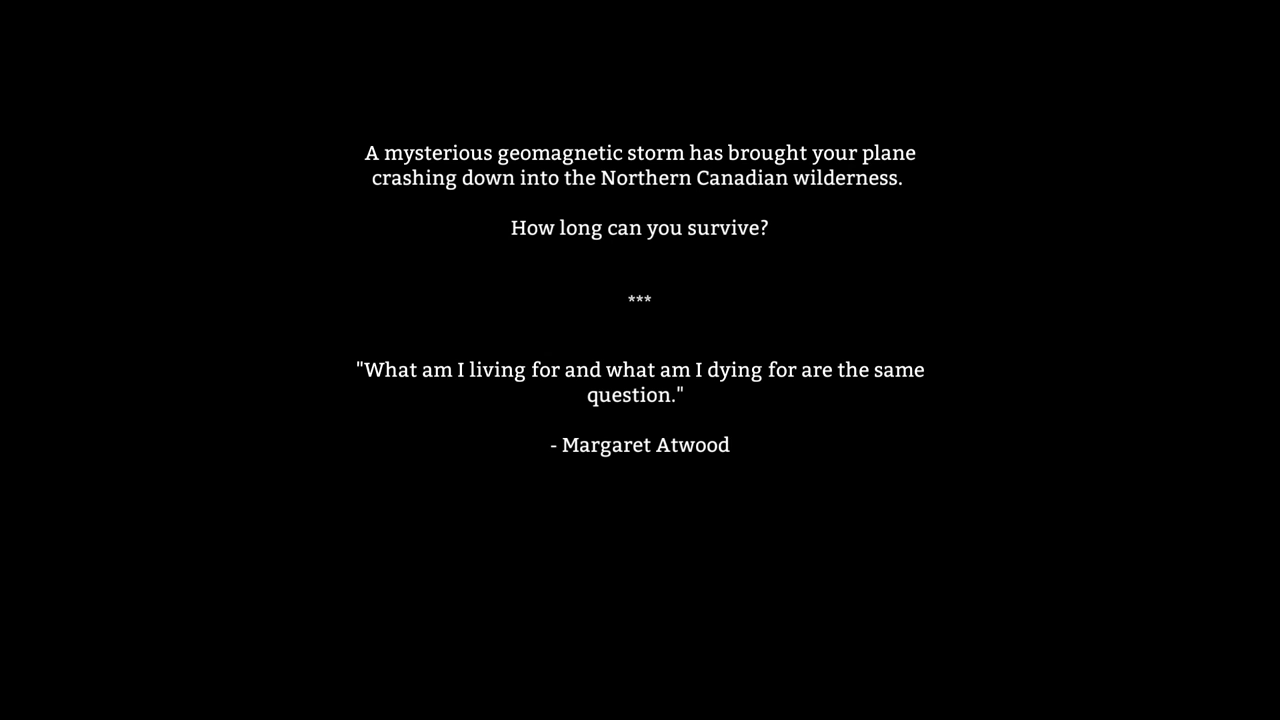 A mysterious geomagnetic storm has brought your plane
crashing down into the Northern Canadian wilderness.
How long can you survive?
***
"What am I living for and what am I dying for are the same
question."
- Margaret Atwood